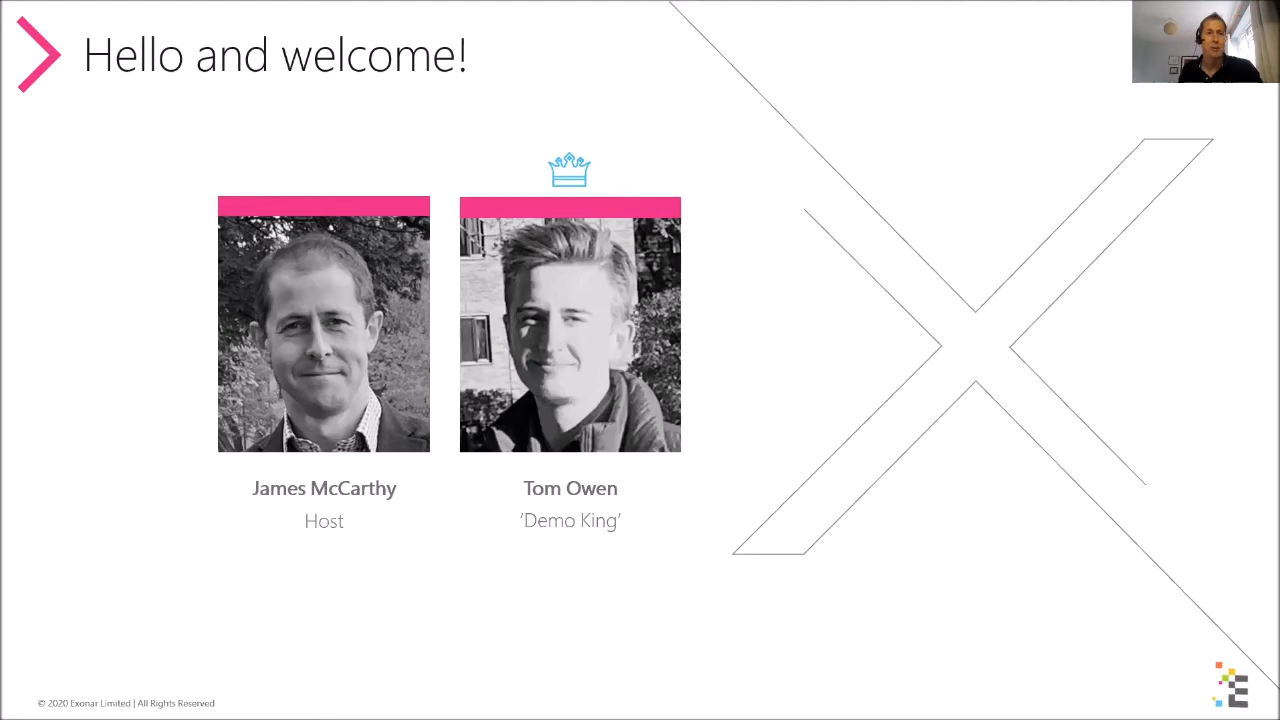 Hello and welcome!
James McCarthy
Host
Tom Owen
‘Demo King’
© 2020 Exonar Limited | All Rights Reserved